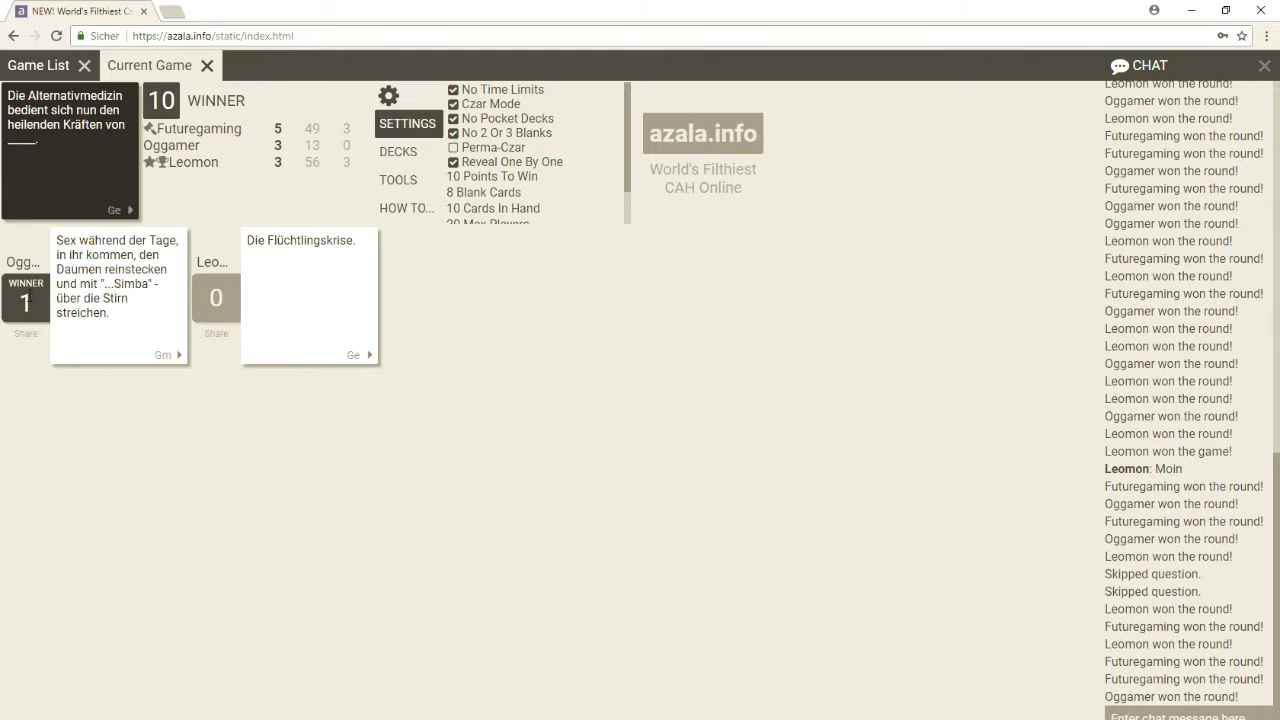 NEW! World's Filthiest C
Sicher
https://azala.info/static/index.html
Game List
Current Game
CHAT
Die Alternativmedizin
bedient sich nun den
heilenden Kräften von
_____.
Ge
10 WINNER
Futuregaming 5 49 3
Oggamer 3 13 0
Leomon 3 56 3
SETTINGS
DECKS
TOOLS
HOW TO...
No Time Limits
Czar Mode
No Pocket Decks
No 2 Or 3 Blanks
Perma-Czar
Reveal One By One
10 Points To Win
8 Blank Cards
10 Cards In Hand
20 Max Players
azala.info
World's Filthiest
CAH Online
Ogg...
WINNER
1
Share
Sex während der Tage,
in ihr kommen, den
Daumen reinstecken
und mit "...Simba" -
über die Stirn
streichen.
Gm
Leo...
0
Share
Die Flüchtlingskrise.
Ge
Leomon won the round!
Oggamer won the round!
Leomon won the round!
Futuregaming won the round!
Futuregaming won the round!
Oggamer won the round!
Futuregaming won the round!
Oggamer won the round!
Oggamer won the round!
Leomon won the round!
Futuregaming won the round!
Leomon won the round!
Futuregaming won the round!
Oggamer won the round!
Leomon won the round!
Leomon won the round!
Oggamer won the round!
Leomon won the round!
Leomon won the round!
Oggamer won the round!
Leomon won the round!
Leomon won the game!
Leomon: Moin
Futuregaming won the round!
Oggamer won the round!
Futuregaming won the round!
Oggamer won the round!
Leomon won the round!
Skipped question.
Skipped question.
Leomon won the round!
Futuregaming won the round!
Leomon won the round!
Futuregaming won the round!
Futuregaming won the round!
Oggamer won the round!
Enter chat message here